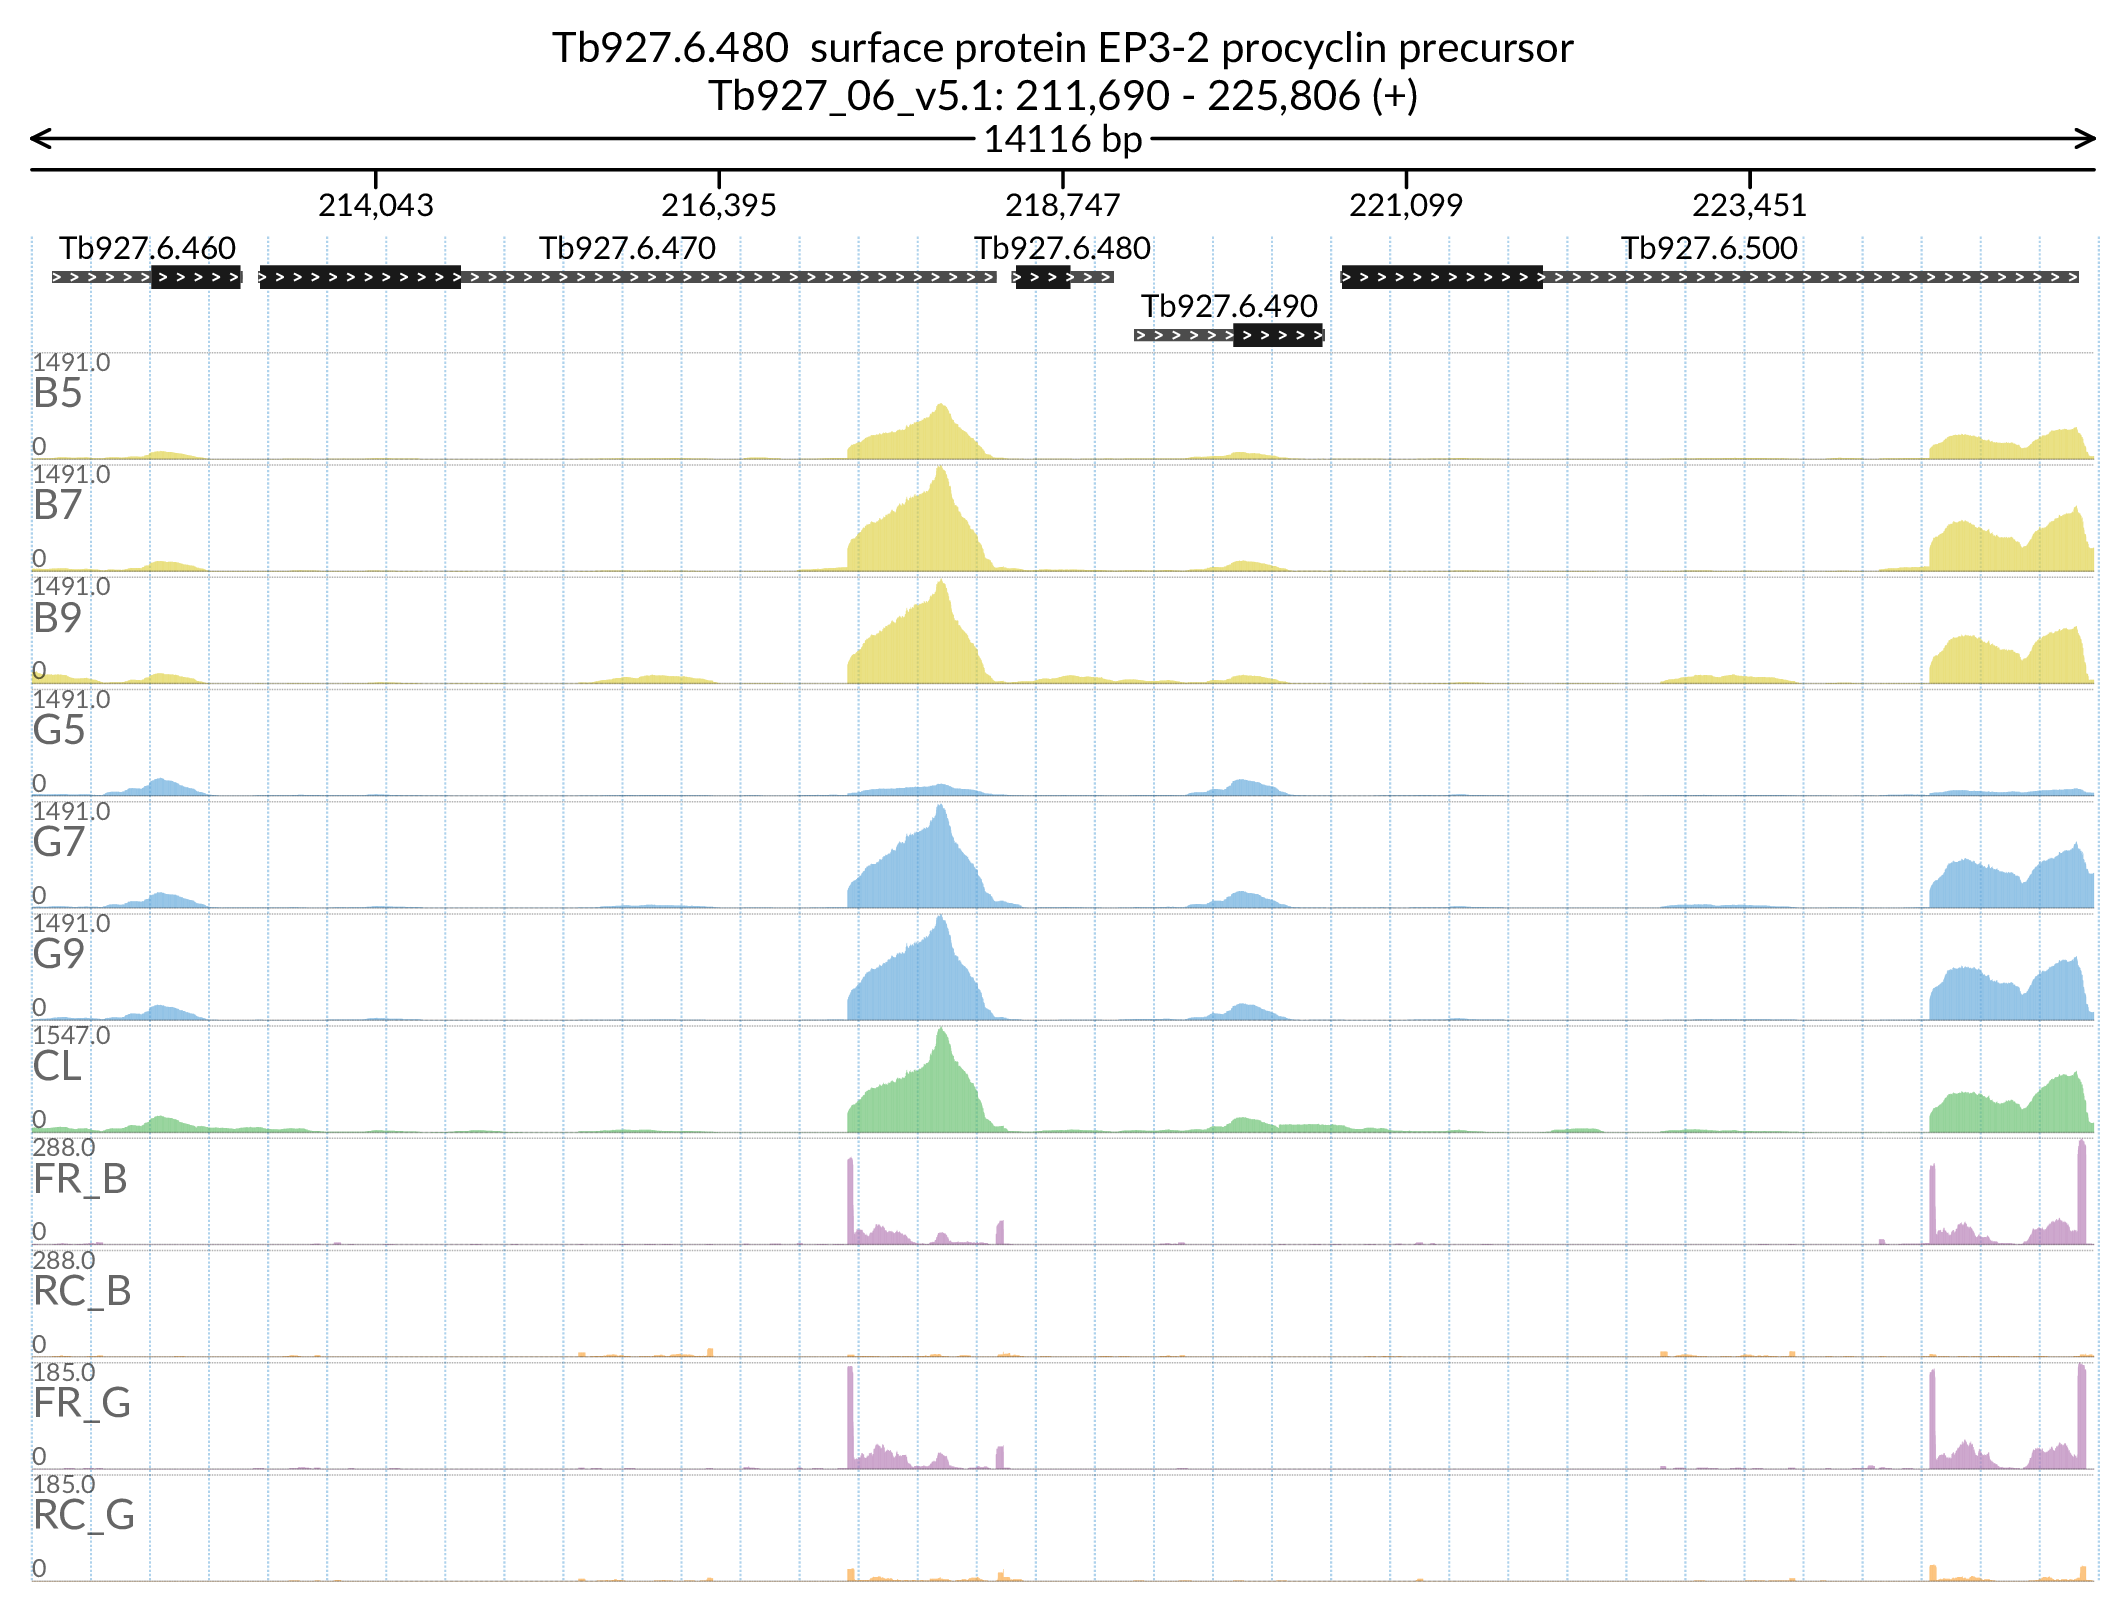 Tb927.6.480  surface protein EP3-2 procyclin precursor
Tb927_06_v5.1: 211,690 - 225,806 (+)
14116 bp
214,043 216,395 218,747 221,099 223,451
Tb927.6.460 Tb927.6.470 Tb927.6.480 Tb927.6.500
Tb927.6.490
1491.0
B5
0
1491.0
B7
0
1491.0
B9
0
1491.0
G5
0
1491.0
G7
0
1491.0
G9
0
1547.0
CL
0
288.0
FR_B
0
288.0
RC_B
0
185.0
FR_G
0
185.0
RC_G
0